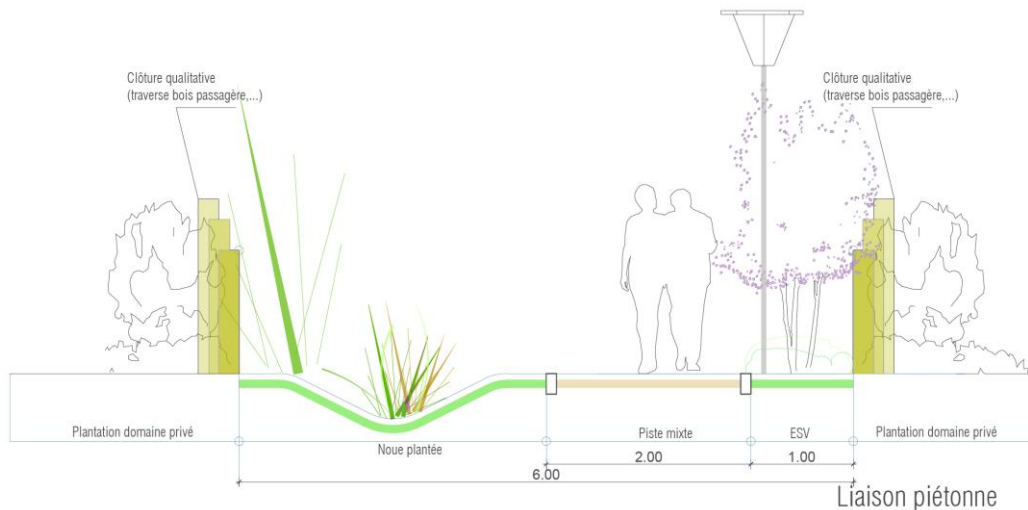 Clôture qualitative
(traverse bois passagère,...)
Clôture qualitative
(traverse bois passagère,...)
Plantation domaine privé
Noue plantée
Piste mixte
ESV
Plantation domaine privé
2.00
1.00
6.00
Liaison piétonne